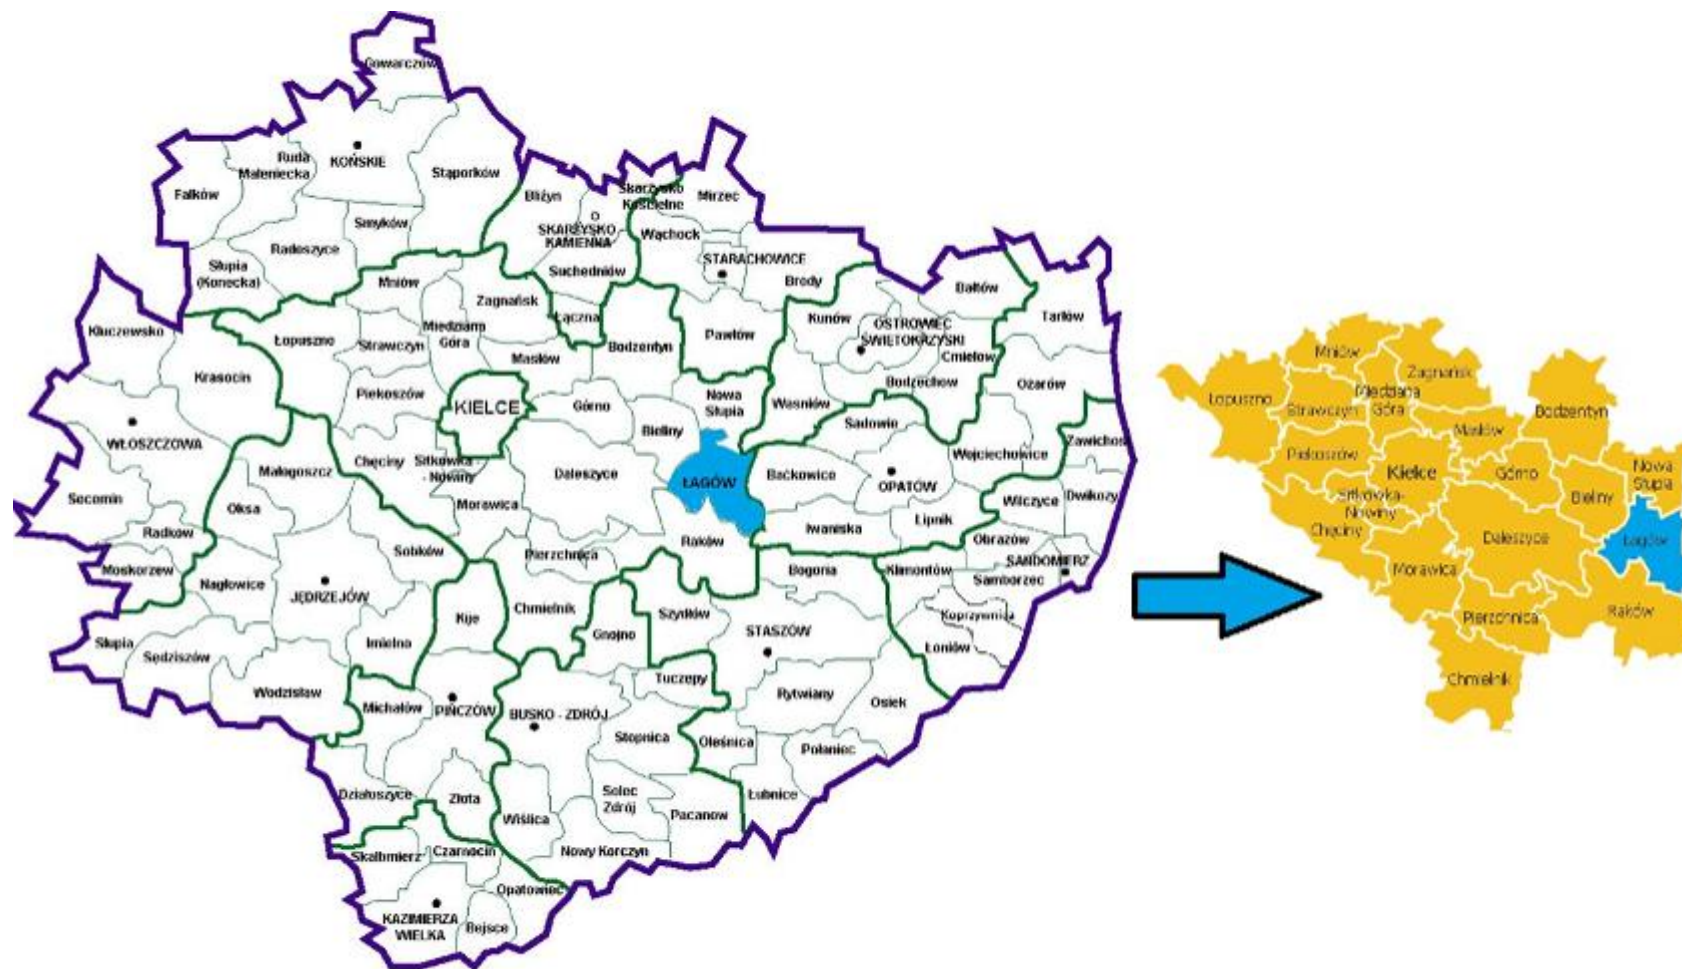 Gowarczów
KOŃSKIE
Ruda
Maleniecka
Stąporków
Fałków
Smyków
Radoszyce
Słupia
(Konecka)
Bliżyn
Skarżysko
Kościelne
Mirzec
SKARŻYSKO
KAMIENNA
Wąchock
STARACHOWICE
Suchedniów
Brody
Bałtów
Mniów
Zagnańsk
Łączna
Kunów
OSTROWIEC
ŚWIĘTOKRZYSKI
Tarłów
Kluczewsko
Łopuszno
Strawczyn
Miedziana
Góra
Masłów
Bodzentyn
Pawłów
Ćmielów
Krasocin
Piekoszów
KIELCE
Górno
Nowa
Słupia
Waśniów
Bodzechow
Ożarów
WŁOSZCZOWA
Bieliny
Sadowie
Wojciechowice
Zawichos
Małogoszcz
Chęciny
Sitkówka
- Nowiny
Daleszyce
ŁAGÓW
Baćkowice
OPATÓW
Wilczyce
Dwikozy
Secemin
Oksa
Morawica
Iwaniska
Lipnik
Radków
Sobków
Pierzchnica
Raków
Obrazów
SANDOMIERZ
Moskorzew
Nagłowice
JĘDRZEJÓW
Bogoria
Klimontów
Samborzec
Kije
Chmielnik
Gnojno
Szydłów
STASZÓW
Koprzywnica
Słupia
Sędziszów
Imielna
Łoniów
Wodzisław
Michałów
PIŃCZÓW
BUSKO - ZDRÓJ
Tuczępy
Rytwiany
Osiek
Stopnica
Oleśnica
Połaniec
Działoszyce
Złota
Wiślica
Solec
Zdrój
Pacanow
Łubnice
Skalbmierz
Czarnocin
Nowy Korczyn
Opatowiec
KAZIMIERZA
WIELKA
Bejsce
Mniów
Zagnańsk
Łopuszno
Strawczyn
Miedziana
Góra
Bodzentyn
Masłów
Piekoszów
Kielce
Górno
Nowa
Słupia
Bieliny
Sitkówka-
Nowiny
Chęciny
Daleszyce
Łagów
Morawica
Pierzchnica
Raków
Chmielnik